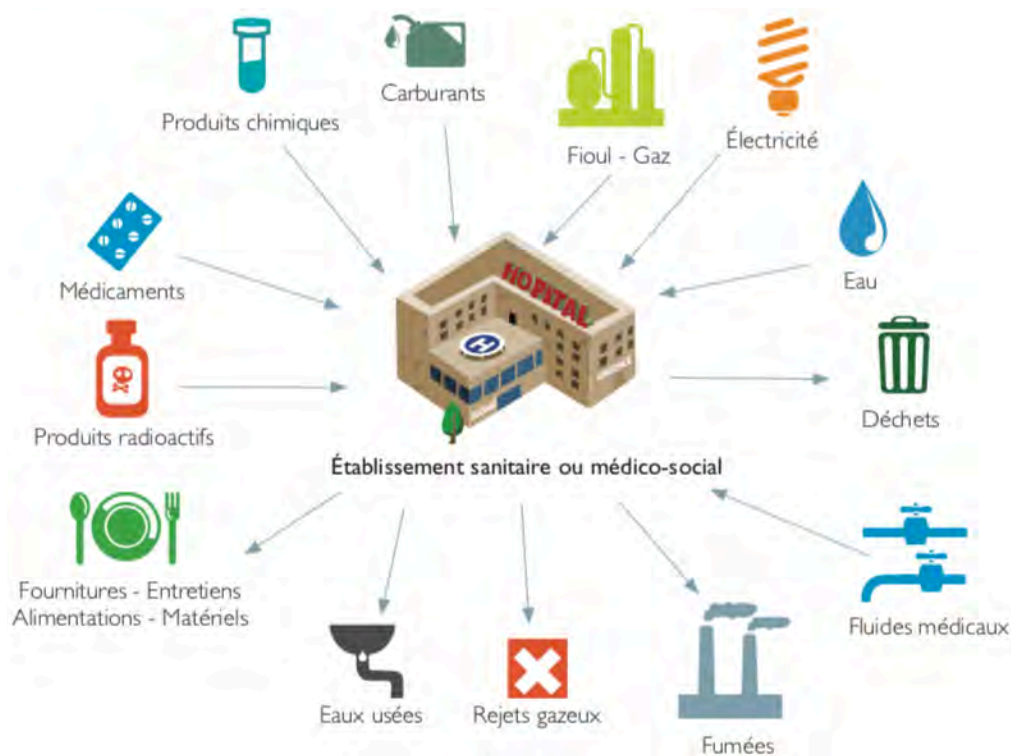 Produits chimiques
Carburants
Fioul - Gaz
Électricité
Médicaments
Eau
HOPITAL
H
Produits radioactifs
Déchets
Établissement sanitaire ou médico-social
Fournitures - Entretiens
Alimentations - Matériels
Fluides médicaux
Eaux usées
Rejets gazeux
Fumées